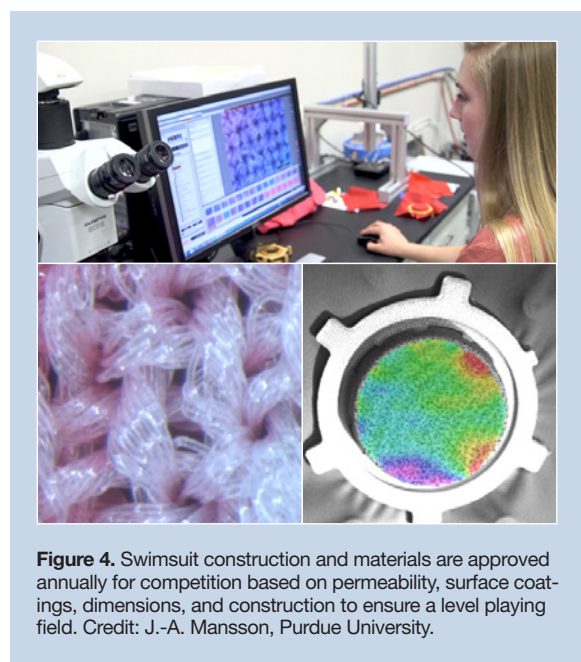 OLYMPUS
Figure 4. Swimsuit construction and materials are approved
annually for competition based on permeability, surface coat-
ings, dimensions, and construction to ensure a level playing
field. Credit: J.-A. Mansson, Purdue University.